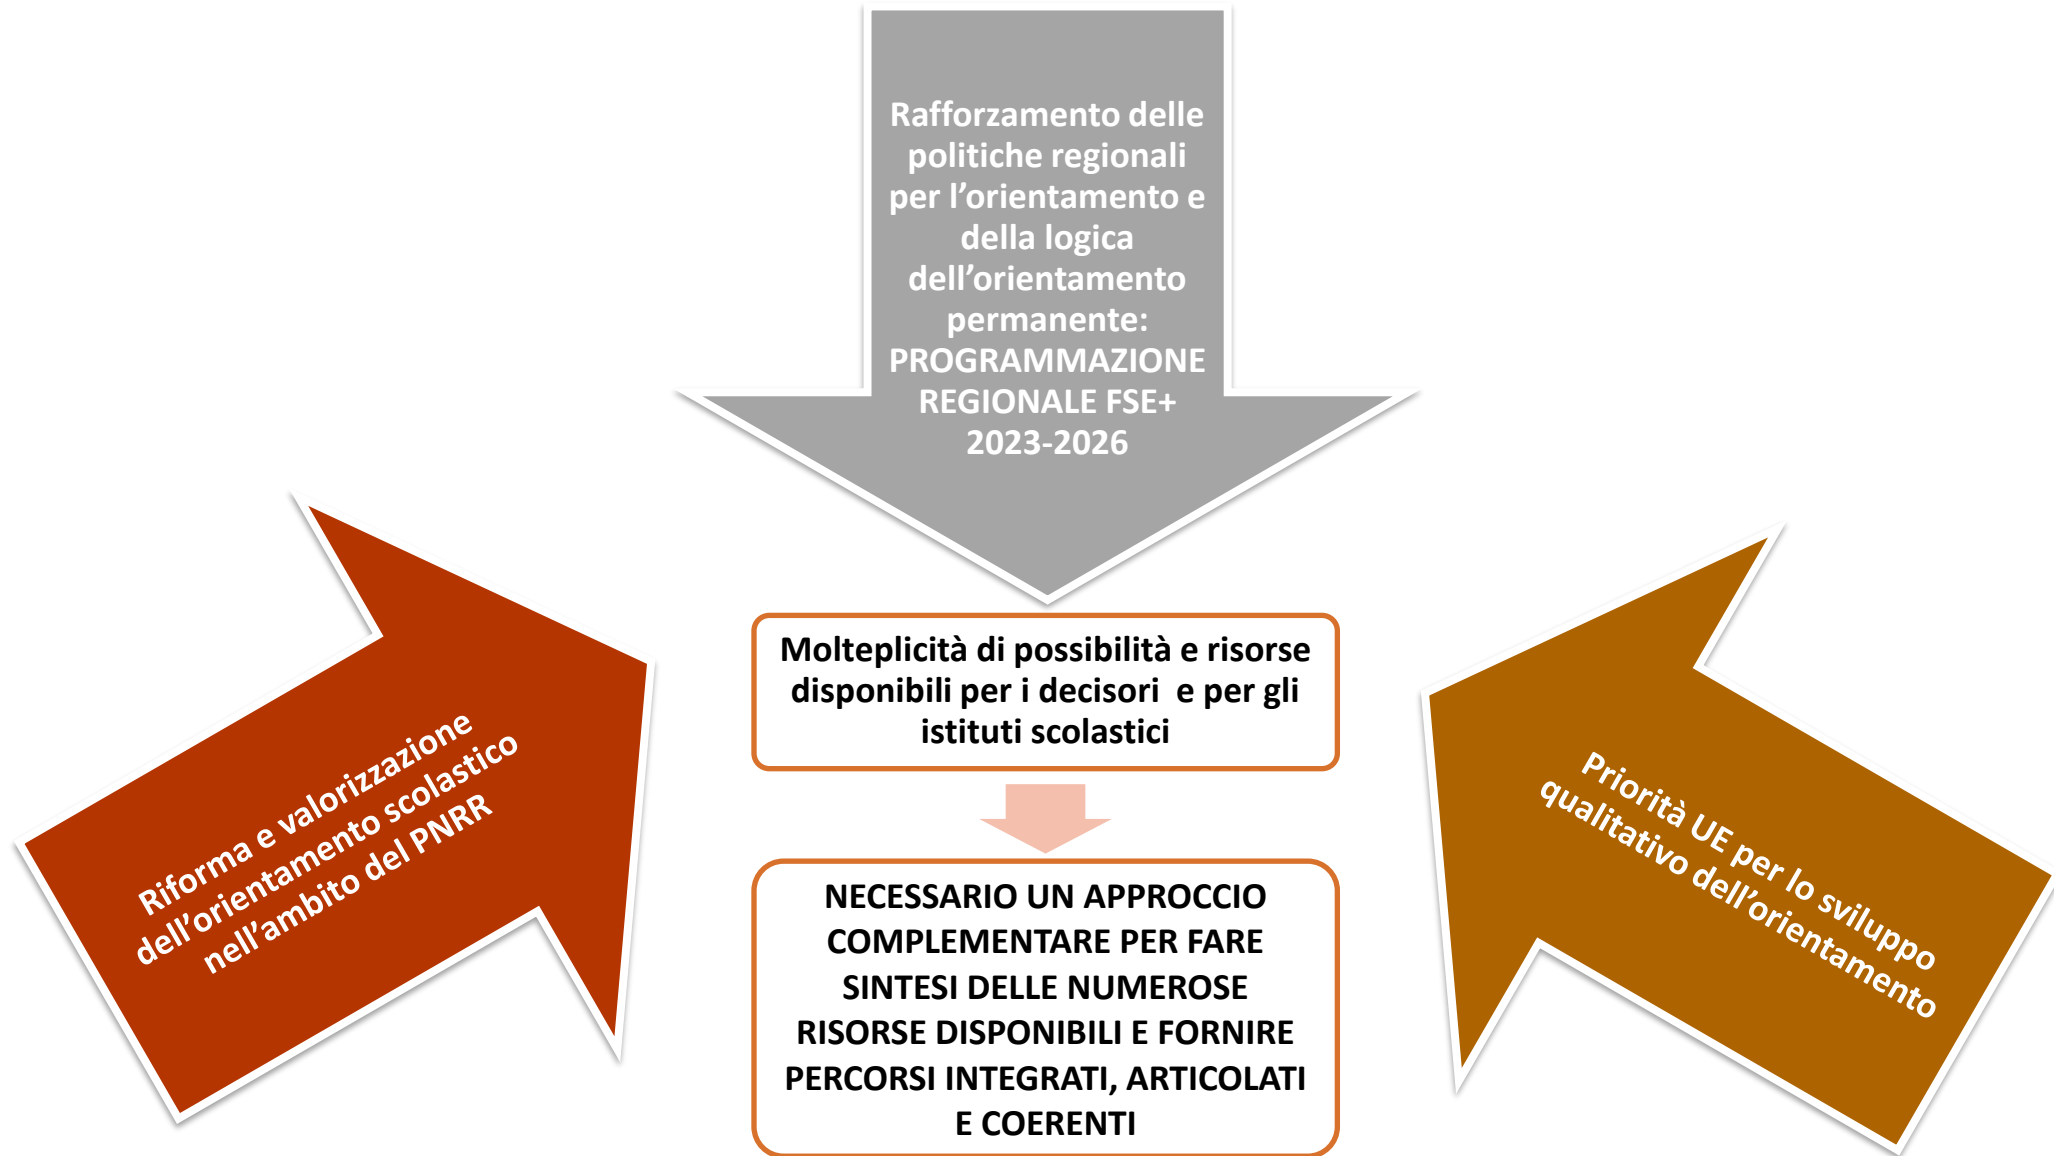 Rafforzamento delle
politiche regionali
per l’orientamento e
della logica
dell’orientamento
permanente:
PROGRAMMAZIONE
REGIONALE FSE+
2023-2026
Riforma e valorizzazione
dell’orientamento scolastico
nell’ambito del PNRR
Molteplicità di possibilità e risorse
disponibili per i decisori  e per gli
istituti scolastici
Priorità UE per lo sviluppo
qualitativo dell’orientamento
NECESSARIO UN APPROCCIO
COMPLEMENTARE PER FARE
SINTESI DELLE NUMEROSE
RISORSE DISPONIBILI E FORNIRE
PERCORSI INTEGRATI, ARTICOLATI
E COERENTI